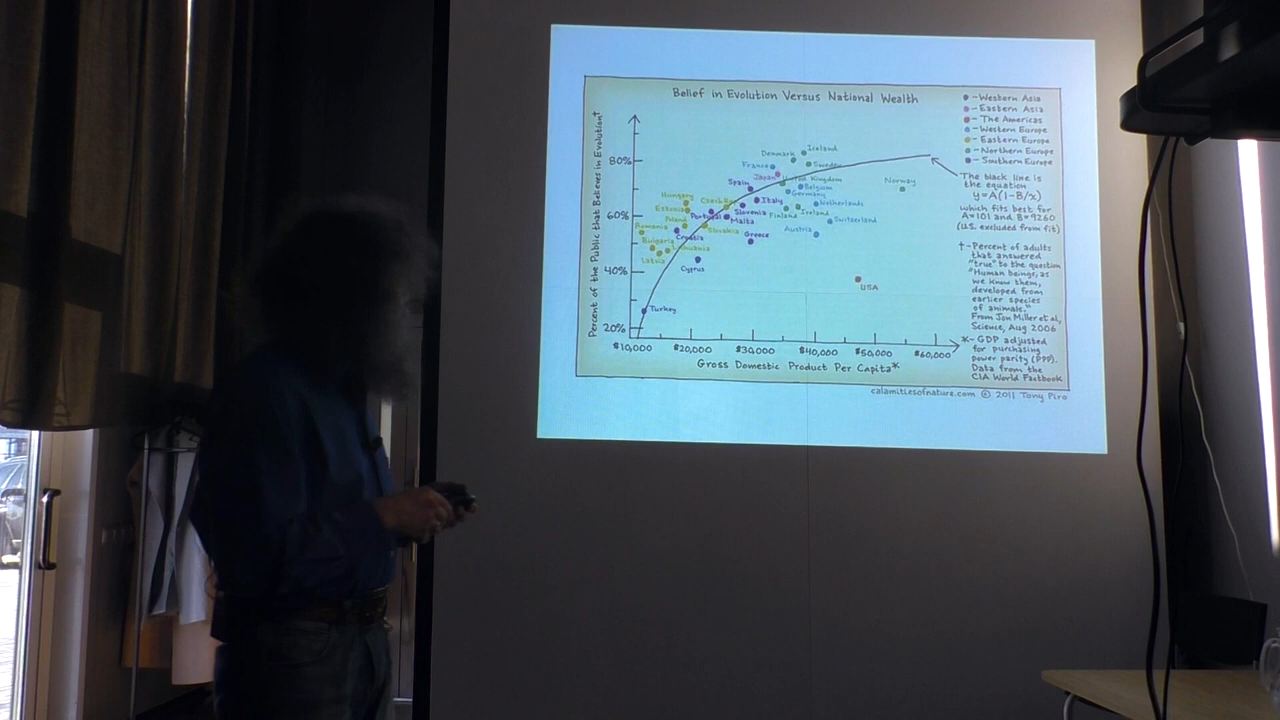 Belief in Evolution Versus National Wealth
Percent of the Public that Believes in Evolution†
80%
60%
40%
20%
$10,000
$20,000
$30,000
$40,000
$50,000
$60,000
Gross Domestic Product Per Capita*
Iceland
Denmark
Sweden
France
Japan
United Kingdom
Norway
Spain
Belgium
Germany
Hungary
Italy
Netherlands
Estonia
Slovenia
Ireland
Finland
Portugal
Malta
Switzerland
Poland
Romania
Slovakia
Croatia
Greece
Austria
Bulgaria
Lithuania
Latvia
Cyprus
USA
Turkey
-Western Asia
-Eastern Asia
-The Americas
-Western Europe
-Eastern Europe
-Northern Europe
-Southern Europe
The black line is
the equation
y=A(1-B/x)
which fits best for
A=101 and B=9260
(U.S. excluded from fit)
†-Percent of adults
that answered
"true" to the question
"Human beings, as
we know them,
developed from
earlier species
of animals."
From Jon Miller et al,
Science, Aug 2006
*-GDP adjusted
for purchasing
power parity (PPP).
Data from the
CIA World Factbook
calamitiesofnature.com © 2011 Tony Piro